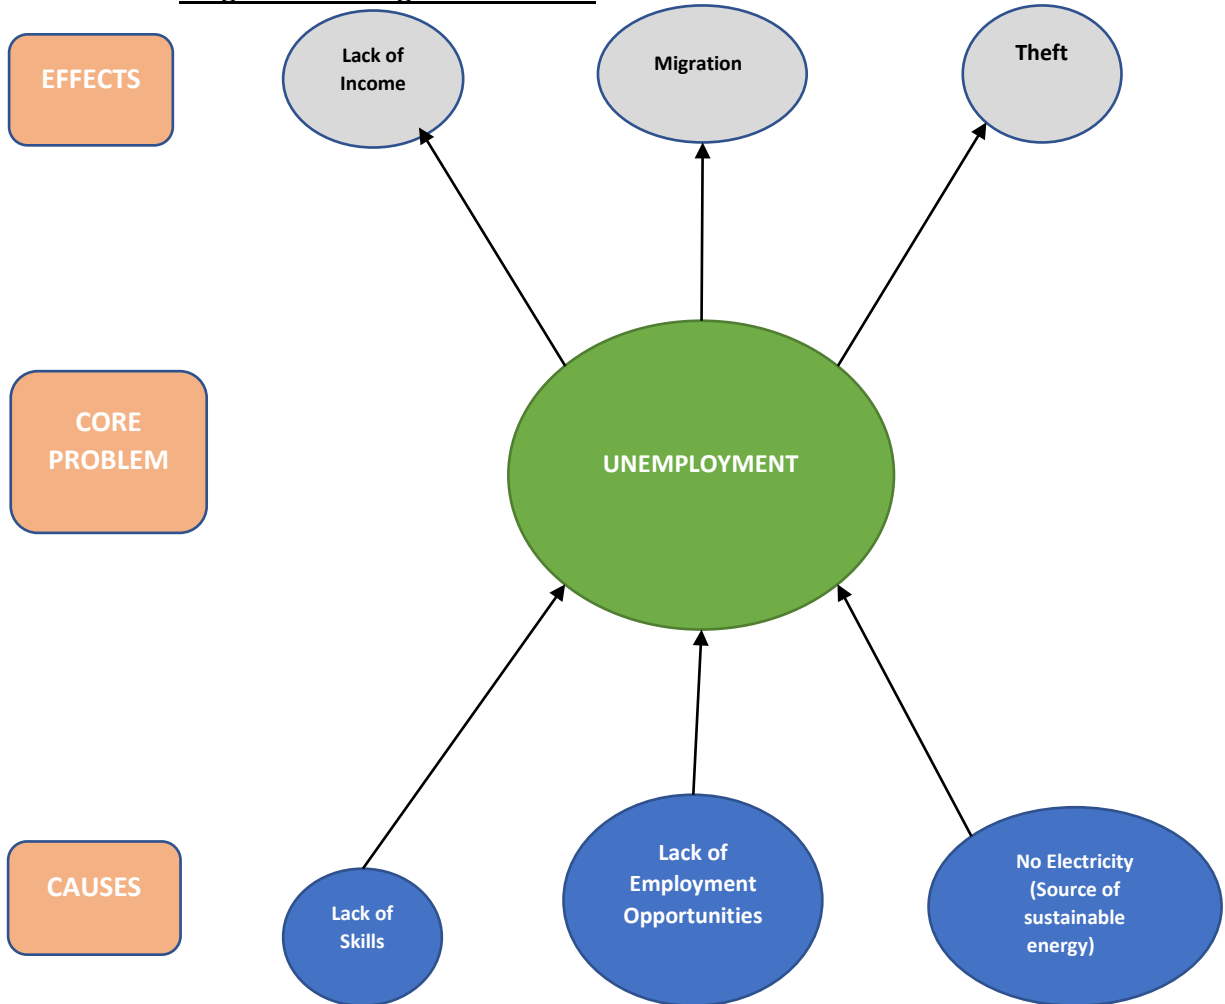 EFFECTS
Lack of
Income
Migration
Theft
CORE
PROBLEM
UNEMPLOYMENT
CAUSES
Lack of
Skills
Lack of
Employment
Opportunities
No Electricity
(Source of
sustainable
energy)